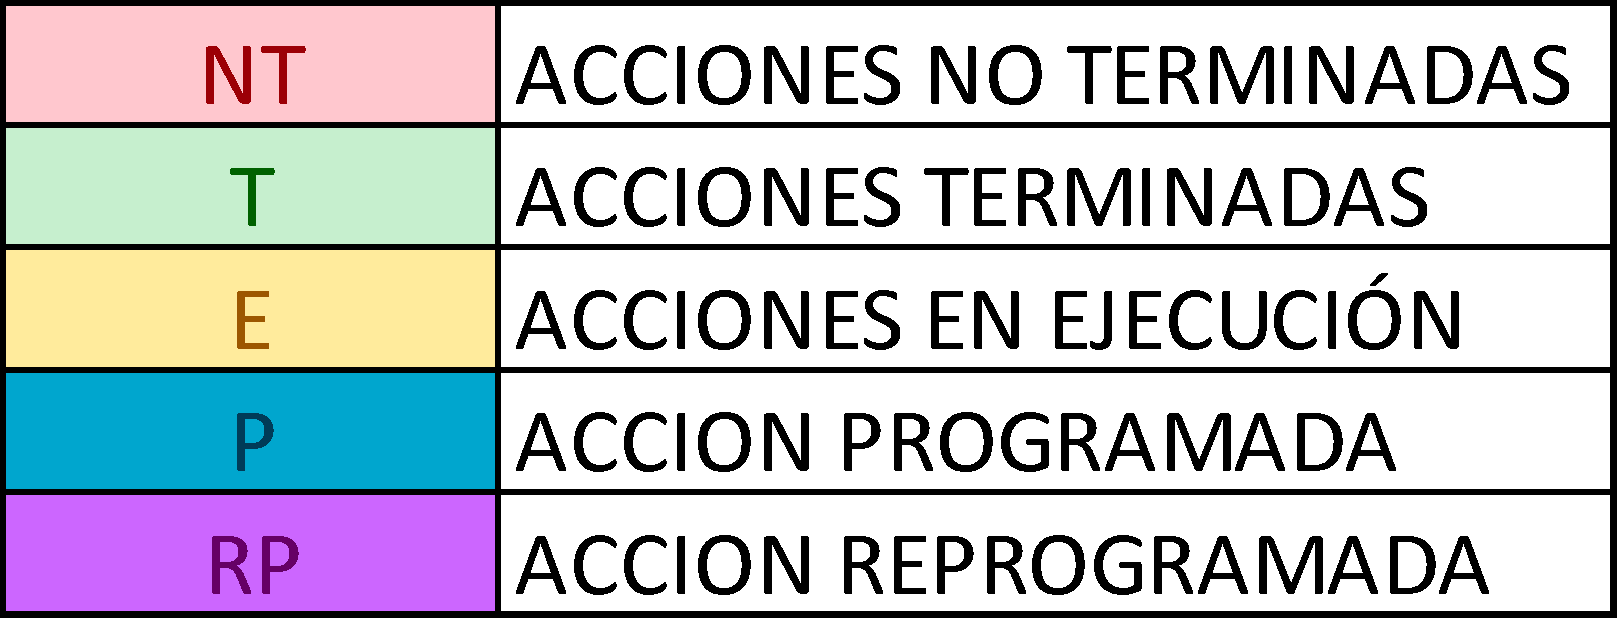 NT ACCIONES NO TERMINADAS
T ACCIONES TERMINADAS
E ACCIONES EN EJECUCIÓN
P ACCION PROGRAMADA
RP ACCION REPROGRAMADA